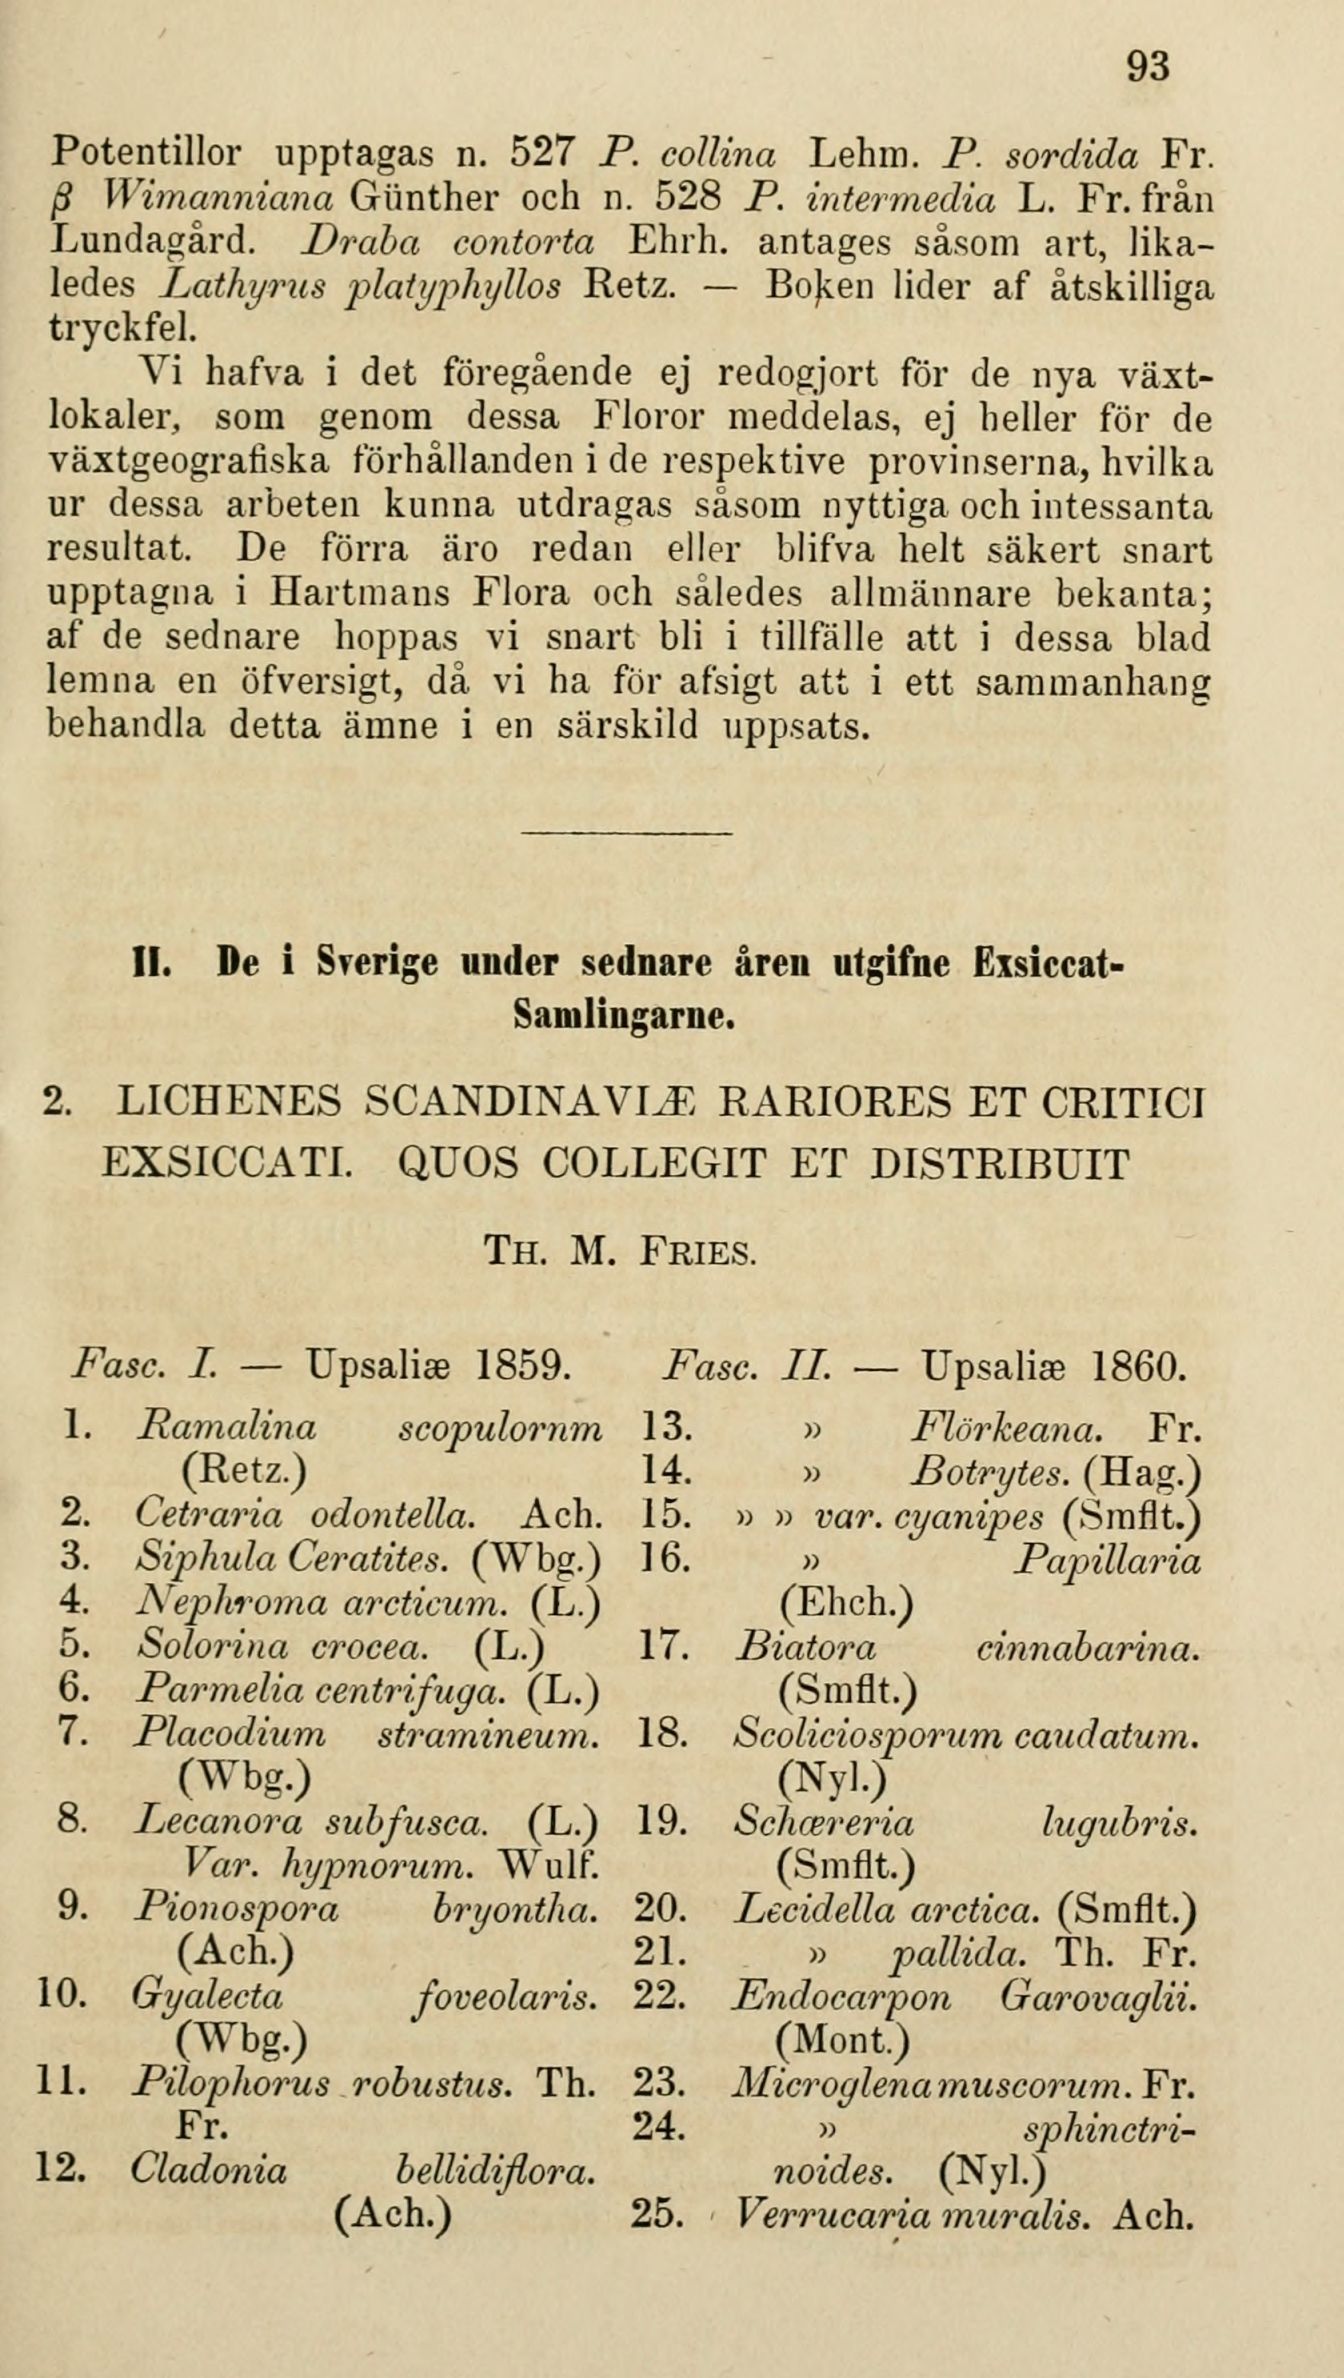 93
Potentillor upptagas n. 527 P. collina Lehm. P. sordida Fr.
β Wimanniana Günther och n. 528 P. intermedia L. Fr. från
Lundagård. Draba contorta Ehrh. antages såsom art, lika-
ledes Lathyrus platyphyllos Retz. — Boken lider af åtskilliga
tryckfel.
Vi hafva i det föregående ej redogjort för de nya växt-
lokaler, som genom dessa Floror meddelas, ej heller för de
växtgeografiska förhållanden i de respektive provinserna, hvilka
ur dessa arbeten kunna utdragas såsom nyttiga och intessanta
resultat. De förra äro redan eller blifva helt säkert snart
upptagna i Hartmans Flora och således allmännare bekanta;
af de sednare hoppas vi snart bli i tillfälle att i dessa blad
lemna en öfversigt, då vi ha för afsigt att i ett sammanhang
behandla detta ämne i en särskild uppsats.
II. De i Sverige under sednare åren utgifne Exsiccat-
Samlingarne.
2. LICHENES SCANDINAVIÆ RARIORES ET CRITICI
EXSICCATI. QUOS COLLEGIT ET DISTRIBUIT
TH. M. FRIES.
Fasc. I. — Upsaliæ 1859.
1. Ramalina scopulornm
(Retz.)
2. Cetraria odontella. Ach.
3. Siphula Ceratites. (Wbg.)
4. Nephroma arcticum. (L.)
5. Solorina crocea. (L.)
6. Parmelia centrifuga. (L.)
7. Placodium stramineum.
(Wbg.)
8. Lecanora subfusca. (L.)
Var. hypnorum. Wulf.
9. Pionospora bryontha.
(Ach.)
10. Gyalecta foveolaris.
(Wbg.)
11. Pilophorus robustus. Th.
Fr.
12. Cladonia bellidiflora.
(Ach.)
Fasc. II. — Upsaliæ 1860.
13. » Flörkeana. Fr.
14. » Botrytes. (Hag.)
15. » » var. cyanipes (Smflt.)
16. » Papillaria
(Ehch.)
17. Biatora cinnabarina.
(Smflt.)
18. Scoliciosporum caudatum.
(Nyl.)
19. Schæreria lugubris.
(Smflt.)
20. Lecidella arctica. (Smflt.)
21. » pallida. Th. Fr.
22. Endocarpon Garovaglii.
(Mont.)
23. Microglena muscorum. Fr.
24. » sphinctri-
noides. (Nyl.)
25. Verrucaria muralis. Ach.